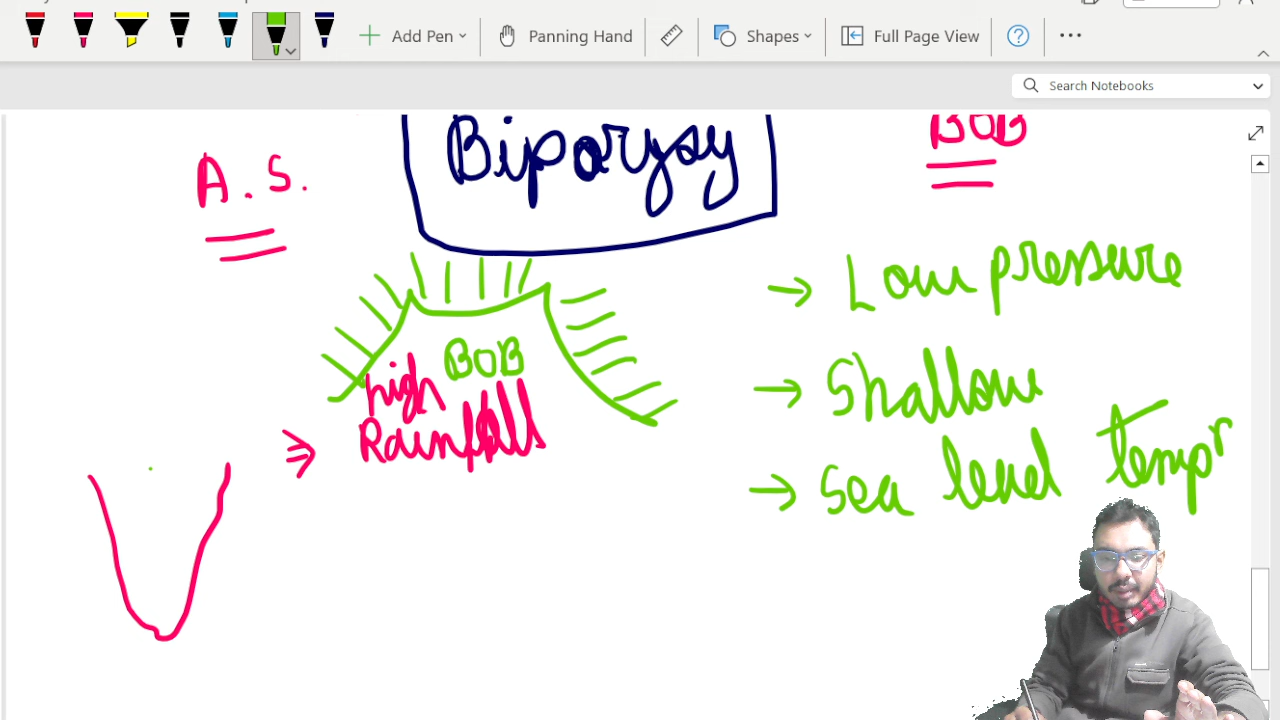 Add Pen
Panning Hand
Shapes
Full Page View
Search Notebooks
BOB
A.S.
Biparjsy
→ Low pressure
BOB
high
Rainfall
→ Shallow
→ Sea level tempr